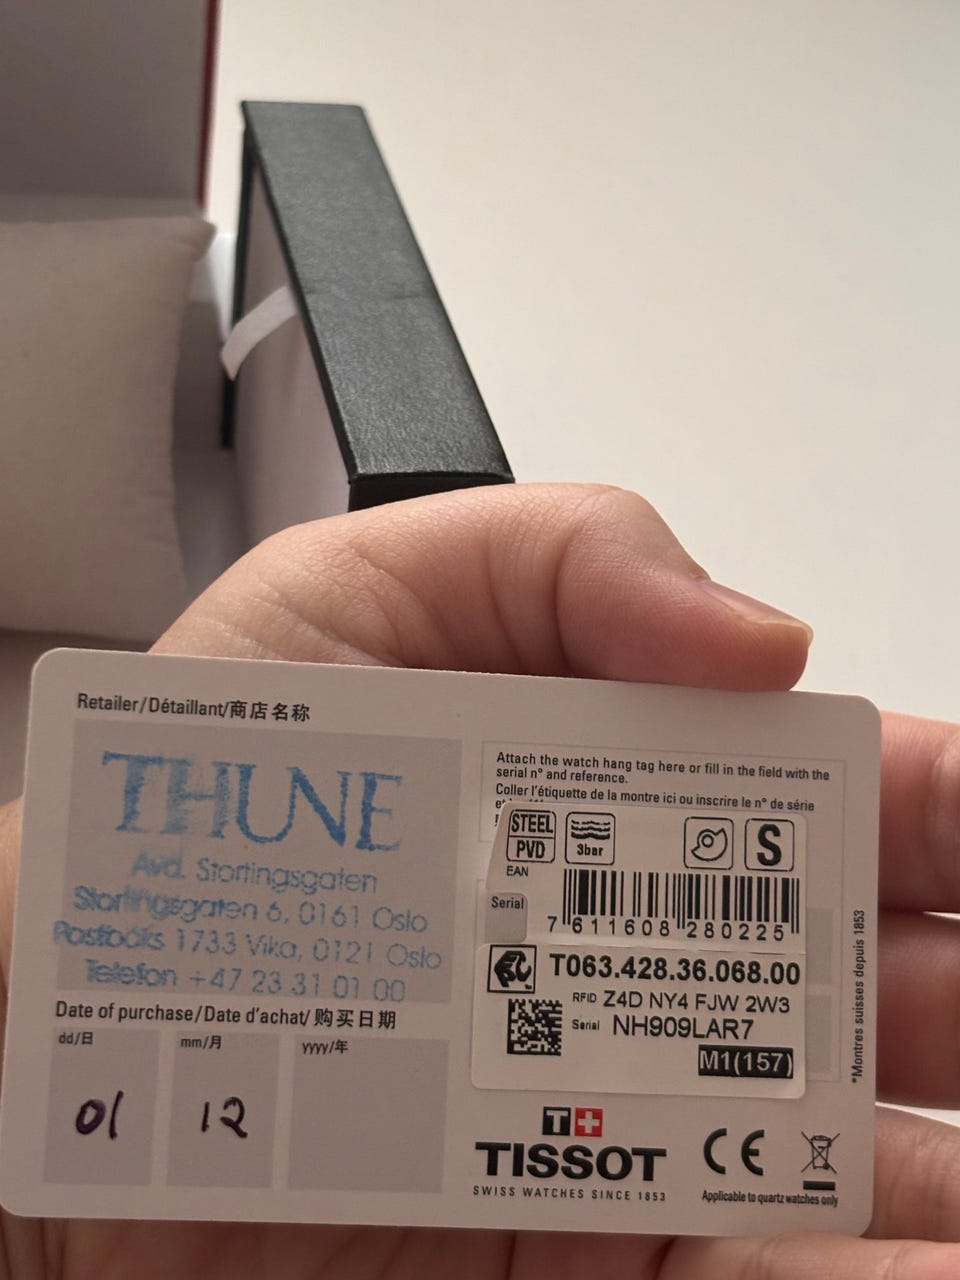 Retailer/Détaillant/商店名称
THUNE
Avd. Stortingsgaten
Stortingsgaten 6, 0161 Oslo
Postboks 1733 Vika, 0121 Oslo
Telefon +47 23 31 01 00
Date of purchase/Date d'achat/购买日期
dd/日
mm/月
yyyy/年
01
12
Attach the watch hang tag here or fill in the field with the
serial n° and reference.
Coller l'étiquette de la montre ici ou inscrire le n° de série
STEEL
PVD
3bar
S
EAN
Serial
7 611608 280225
T063.428.36.068.00
RFID Z4D NY4 FJW 2W3
Serial NH909LAR7
M1(157)
T+
TISSOT
SWISS WATCHES SINCE 1853
CE
Applicable to quartz watches only
*Montres suisses depuis 1853